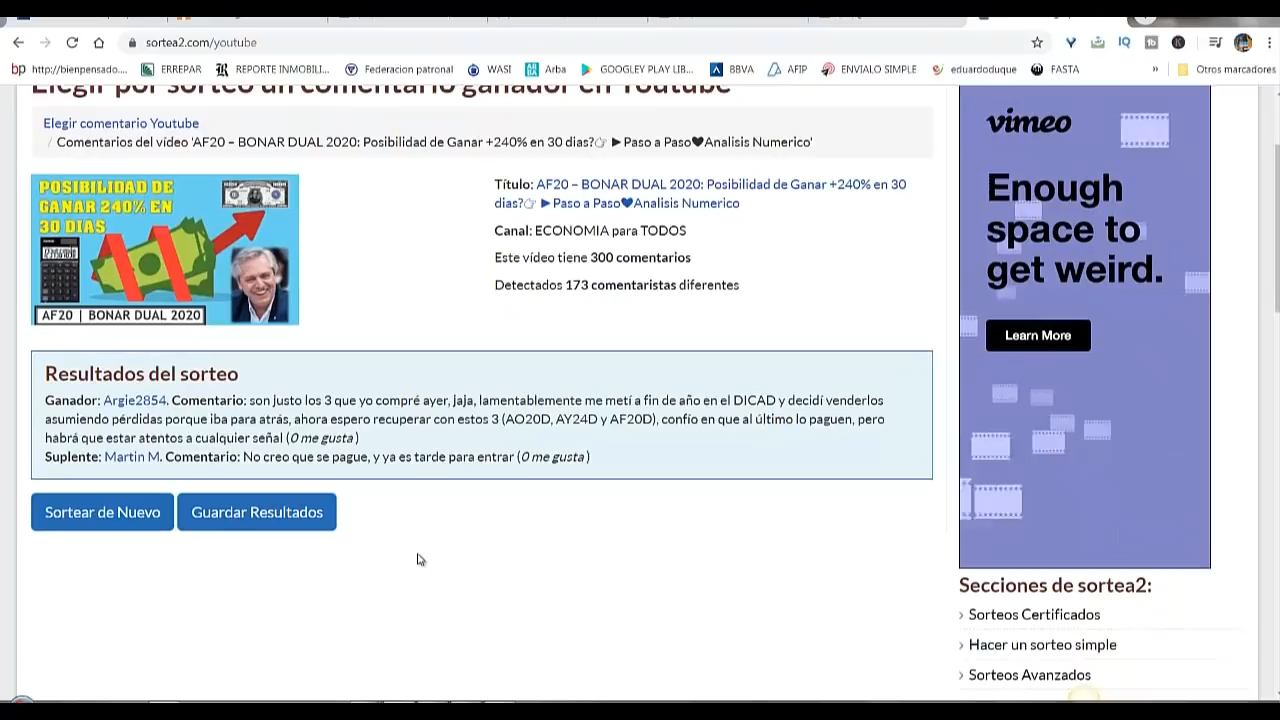 sortea2.com/youtube
bp http://bienpensado.... ERREPAR REPORTE INMOBILI... Federacion patronal WASI Arba GOOGLEY PLAY LIB... BBVA AFIP ENVIALO SIMPLE eduardoduque FASTA » Otros marcadores
Elegir por sorteo un comentario ganador en Youtube
Elegir comentario Youtube
/ Comentarios del vídeo 'AF20 – BONAR DUAL 2020: Posibilidad de Ganar +240% en 30 dias?👉 ►Paso a Paso❤Analisis Numerico'
POSIBILIDAD DE
GANAR 240% EN
30 DIAS
AF20 | BONAR DUAL 2020
Título: AF20 – BONAR DUAL 2020: Posibilidad de Ganar +240% en 30
dias?👉 ►Paso a Paso❤Analisis Numerico
Canal: ECONOMIA para TODOS
Este vídeo tiene 300 comentarios
Detectados 173 comentaristas diferentes
Resultados del sorteo
Ganador: Argie2854. Comentario: son justo los 3 que yo compré ayer, jaja, lamentablemente me metí a fin de año en el DICAD y decidí venderlos
asumiendo pérdidas porque iba para atrás, ahora espero recuperar con estos 3 (AO20D, AY24D y AF20D), confío en que al último lo paguen, pero
habrá que estar atentos a cualquier señal (0 me gusta )
Suplente: Martin M. Comentario: No creo que se pague, y ya es tarde para entrar (0 me gusta )
Sortear de Nuevo Guardar Resultados
vimeo
Enough
space to
get weird.
Learn More
Secciones de sortea2:
› Sorteos Certificados
› Hacer un sorteo simple
› Sorteos Avanzados